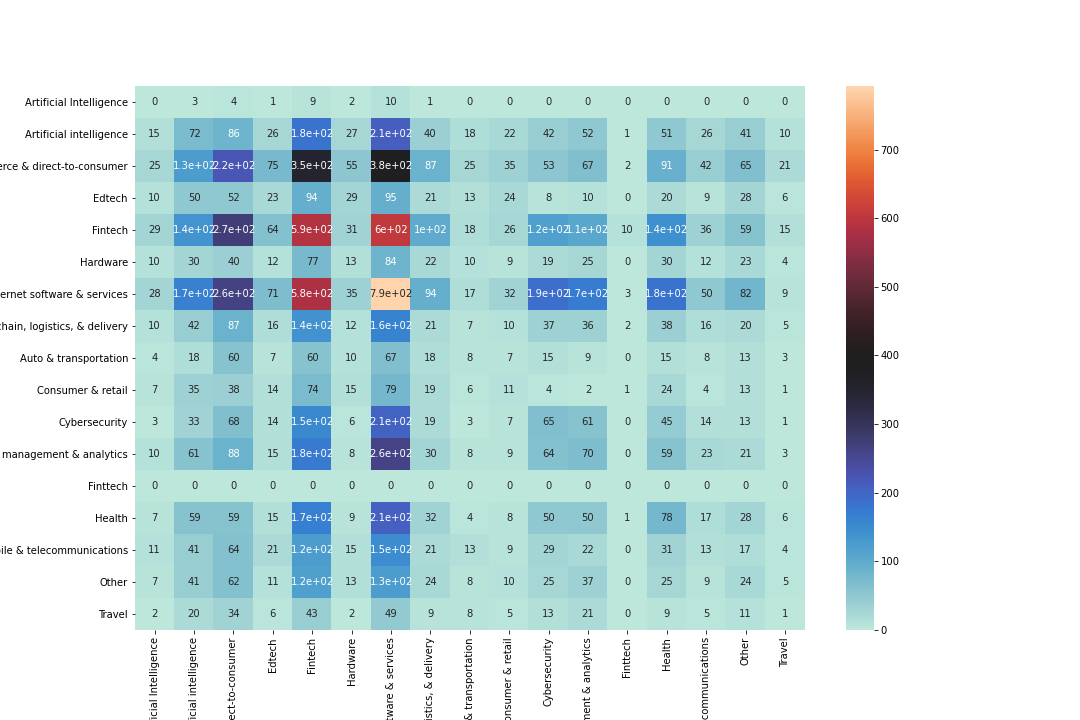 Artificial Intelligence 0 3 4 1 9 2 10 1 0 0 0 0 0 0 0 0 0
Artificial intelligence 15 72 86 26 1.8e+02 27 2.1e+02 40 18 22 42 52 1 51 26 41 10
& direct-to-consumer 25 1.3e+02 2.2e+02 75 3.5e+02 55 3.8e+02 87 25 35 53 67 2 91 42 65 21
Edtech 10 50 52 23 94 29 95 21 13 24 8 10 0 20 9 28 6
Fintech 29 1.4e+02 2.7e+02 64 5.9e+02 31 6e+02 1e+02 18 26 1.2e+02 1.1e+02 10 1.4e+02 36 59 15
Hardware 10 30 40 12 77 13 84 22 10 9 19 25 0 30 12 23 4
software & services 28 1.7e+02 2.6e+02 71 5.8e+02 35 7.9e+02 94 17 32 1.9e+02 1.7e+02 3 1.8e+02 50 82 9
chain, logistics, & delivery 10 42 87 16 1.4e+02 12 1.6e+02 21 7 10 37 36 2 38 16 20 5
Auto & transportation 4 18 60 7 60 10 67 18 8 7 15 9 0 15 8 13 3
Consumer & retail 7 35 38 14 74 15 79 19 6 11 4 2 1 24 4 13 1
Cybersecurity 3 33 68 14 1.5e+02 6 2.1e+02 19 3 7 65 61 0 45 14 13 1
management & analytics 10 61 88 15 1.8e+02 8 2.6e+02 30 8 9 64 70 0 59 23 21 3
Finttech 0 0 0 0 0 0 0 0 0 0 0 0 0 0 0 0 0
Health 7 59 59 15 1.7e+02 9 2.1e+02 32 4 8 50 50 1 78 17 28 6
& telecommunications 11 41 64 21 1.2e+02 15 1.5e+02 21 13 9 29 22 0 31 13 17 4
Other 7 41 62 11 1.2e+02 13 1.3e+02 24 8 10 25 37 0 25 9 24 5
Travel 2 20 34 6 43 2 49 9 8 5 13 21 0 9 5 11 1
Intelligence
intelligence
Edtech
Fintech
Hardware
& services
& delivery
& transportation
& retail
Cybersecurity
& analytics
Finttech
Health
Other
Travel
700
600
500
400
300
200
100
0